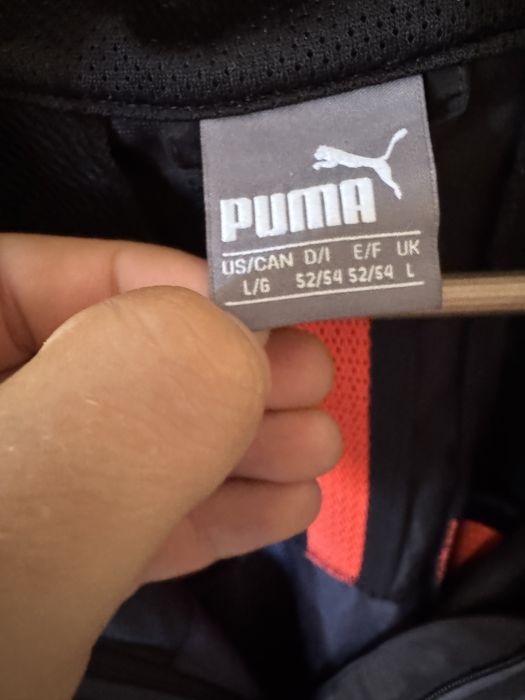 PUMA
US/CAN D/I E/F UK
L/G 52/54 52/54 L